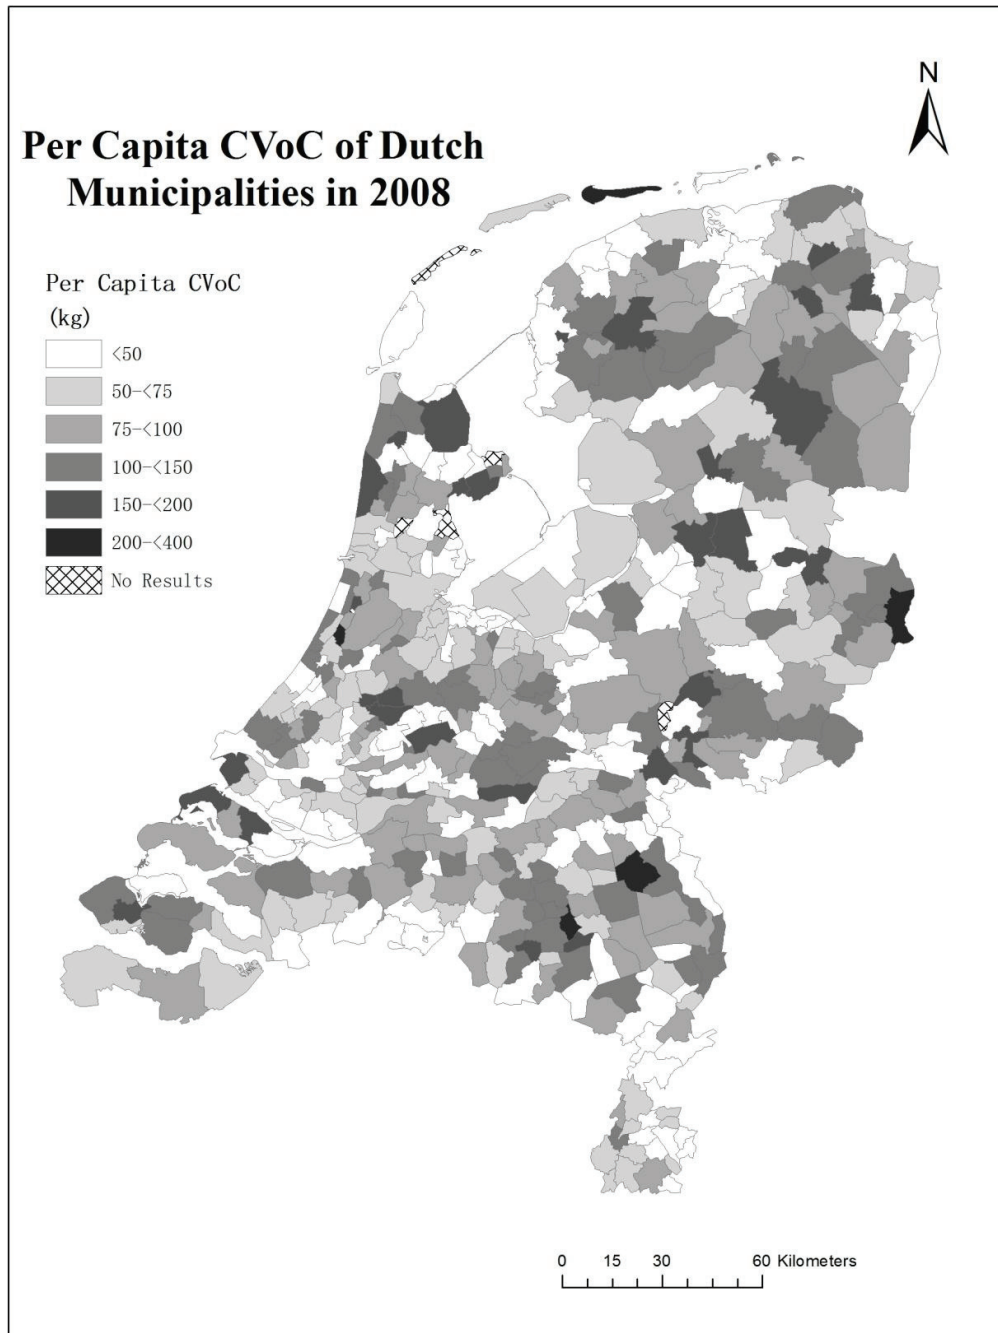 N
Per Capita CVoC of Dutch
Municipalities in 2008
Per Capita CVoC
(kg)
<50
50-<75
75-<100
100-<150
150-<200
200-<400
No Results
0 15 30 60 Kilometers